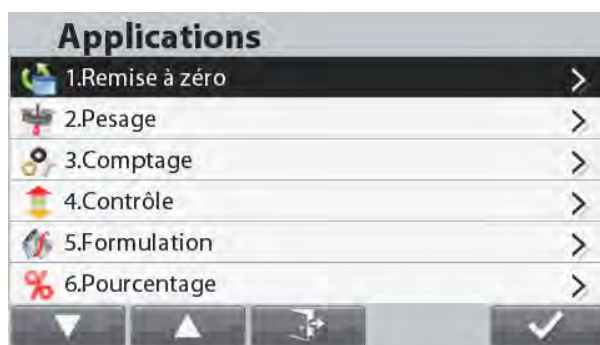 Applications
1.Remise à zéro
2.Pesage
3.Comptage
4.Contrôle
5.Formulation
6.Pourcentage